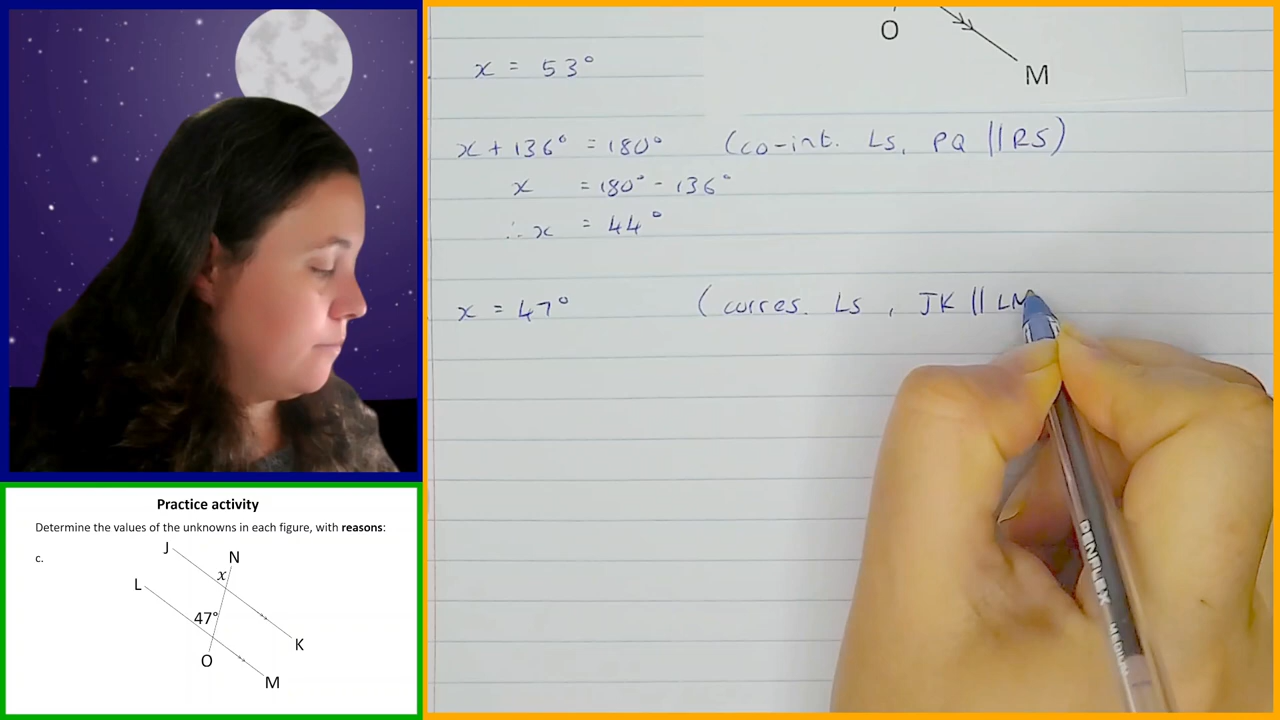 Practice activity
Determine the values of the unknowns in each figure, with reasons:
c.
J
N
x
L
47°
K
O
M
O
M
x = 53°
x + 136° = 180° (co-int. ∠s, PQ || RS)
x = 180° - 136°
∴ x = 44°
x = 47° (corres. ∠s, JK || LM
PENFLEX